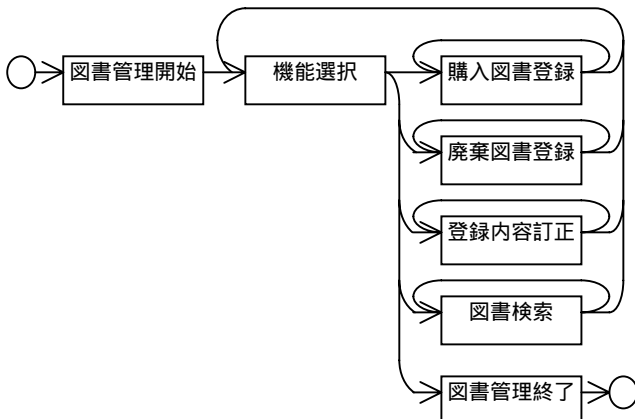 図書管理開始
機能選択
購入図書登録
廃棄図書登録
登録内容訂正
図書検索
図書管理終了